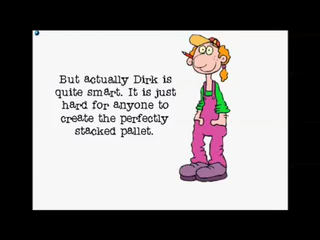 But actually Dirk is
quite smart. It is just
hard for anyone to
create the perfectly
stacked pallet.